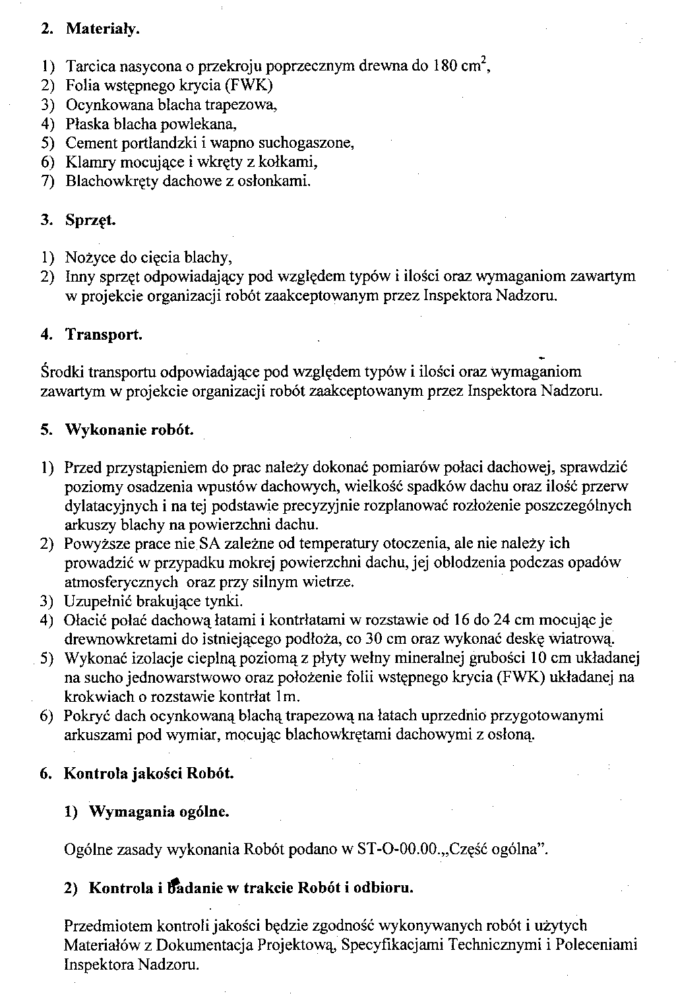 2. Materiały.
1) Tarcica nasycona o przekroju poprzecznym drewna do 180 cm²,
2) Folia wstępnego krycia (FWK)
3) Ocynkowana blacha trapezowa,
4) Płaska blacha powlekana,
5) Cement portlandzki i wapno suchogaszone,
6) Klamry mocujące i wkręty z kołkami,
7) Blachowkręty dachowe z osłonkami.
3. Sprzęt.
1) Nożyce do cięcia blachy,
2) Inny sprzęt odpowiadający pod względem typów i ilości oraz wymaganiom zawartym
w projekcie organizacji robót zaakceptowanym przez Inspektora Nadzoru.
4. Transport.
Środki transportu odpowiadające pod względem typów i ilości oraz wymaganiom
zawartym w projekcie organizacji robót zaakceptowanym przez Inspektora Nadzoru.
5. Wykonanie robót.
1) Przed przystąpieniem do prac należy dokonać pomiarów połaci dachowej, sprawdzić
poziomy osadzenia wpustów dachowych, wielkość spadków dachu oraz ilość przerw
dylatacyjnych i na tej podstawie precyzyjnie rozplanować rozłożenie poszczególnych
arkuszy blachy na powierzchni dachu.
2) Powyższe prace nie SA zależne od temperatury otoczenia, ale nie należy ich
prowadzić w przypadku mokrej powierzchni dachu, jej oblodzenia podczas opadów
atmosferycznych oraz przy silnym wietrze.
3) Uzupełnić brakujące tynki.
4) Ołacić połać dachową łatami i kontrłatami w rozstawie od 16 do 24 cm mocując je
drewnowkretami do istniejącego podłoża, co 30 cm oraz wykonać deskę wiatrową.
5) Wykonać izolacje cieplną poziomą z płyty wełny mineralnej grubości 10 cm układanej
na sucho jednowarstwowo oraz położenie folii wstępnego krycia (FWK) układanej na
krokwiach o rozstawie kontrłat 1m.
6) Pokryć dach ocynkowaną blachą trapezową na łatach uprzednio przygotowanymi
arkuszami pod wymiar, mocując blachowkrętami dachowymi z osłoną.
6. Kontrola jakości Robót.
1) Wymagania ogólne.
Ogólne zasady wykonania Robót podano w ST-O-00.00.„Część ogólna”.
2) Kontrola i Badanie w trakcie Robót i odbioru.
Przedmiotem kontroli jakości będzie zgodność wykonywanych robót i użytych
Materiałów z Dokumentacja Projektową, Specyfikacjami Technicznymi i Poleceniami
Inspektora Nadzoru.